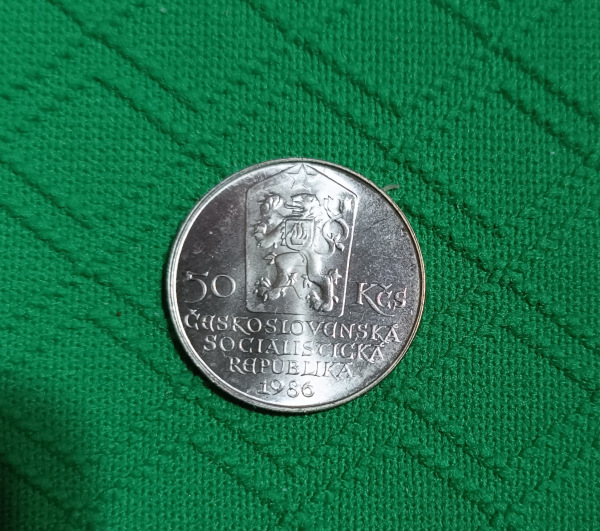 50 Kčs
ČESKOSLOVENSKÁ
SOCIALISTICKÁ
REPUBLIKA
1986